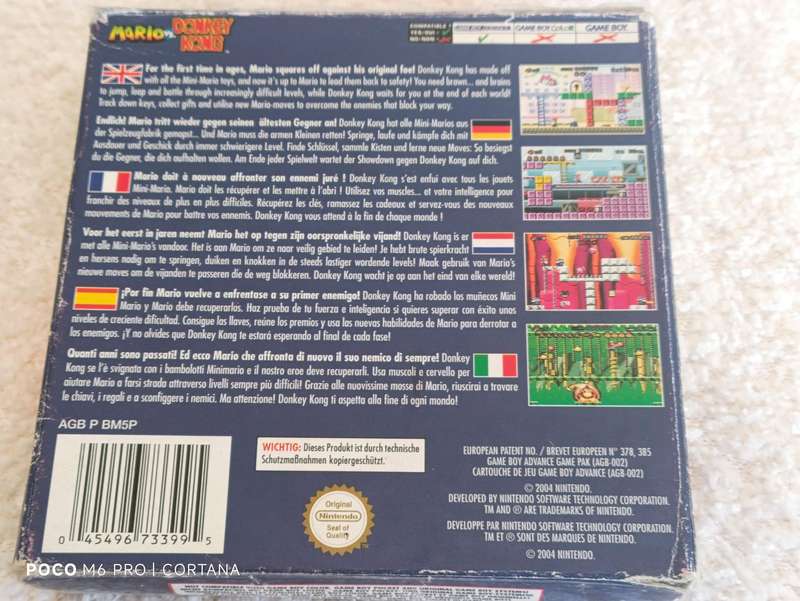 MARIO VS. DONKEY KONG™
COMPATIBLE
YES-OUI ✓
NO-NON ✗
GAME BOY COLOR
GAME BOY
For the first time in ages, Mario squares off against his original foe! Donkey Kong has made off
with all the Mini-Mario toys, and now it's up to Mario to lead them back to safety! You need brawn... and brains
to jump, leap and battle through increasingly difficult levels, while Donkey Kong waits for you at the end of each world!
Track down keys, collect gifts and utilise new Mario-moves to overcome the enemies that block your way.
Endlich! Mario tritt wieder gegen seinen ältesten Gegner an! Donkey Kong hat alle Mini-Marios aus
der Spielzeugfabrik gemopst... Und Mario muss die armen Kleinen retten! Springe, laufe und kämpfe dich mit
Ausdauer und Geschick durch immer schwierigere Level. Finde Schlüssel, sammle Kisten und lerne neue Moves: So besiegst
du die Gegner, die dich aufhalten wollen. Am Ende jeder Spielwelt wartet der Showdown gegen Donkey Kong auf dich.
Mario doit à nouveau affronter son ennemi juré ! Donkey Kong s'est enfui avec tous les jouets
Mini-Mario. Mario doit les récupérer et les mettre à l'abri ! Utilisez vos muscles... et votre intelligence pour
franchir des niveaux de plus en plus difficiles. Récupérez les clés, ramassez les cadeaux et servez-vous des nouveaux
mouvements de Mario pour battre vos ennemis. Donkey Kong vous attend à la fin de chaque monde !
Voor het eerst in jaren neemt Mario het op tegen zijn oorspronkelijke vijand! Donkey Kong is er
met alle Mini-Mario's vandoor. Het is aan Mario om ze naar veilig gebied te leiden! Je hebt brute spierkracht
en hersens nodig om te springen, duiken en knokken in de steeds lastiger wordende levels! Maak gebruik van Mario's
nieuwe moves om de vijanden te passeren die de weg blokkeren. Donkey Kong wacht je op aan het eind van elke wereld!
¡Por fin Mario vuelve a enfrentase a su primer enemigo! Donkey Kong ha robado los muñecos Mini
Mario y Mario debe recuperarlos. Haz prueba de tu fuerza e inteligencia si quieres superar con éxito unos
niveles de creciente dificultad. Consigue las llaves, reúne los premios y usa las nuevas habilidades de Mario para derrotar a
los enemigos. ¡Y no olvides que Donkey Kong te estará esperando al final de cada fase!
Quanti anni sono passati! Ed ecco Mario che affronta di nuovo il suo nemico di sempre! Donkey
Kong se l'è svignata con i bambolotti Minimario e il nostro eroe deve recuperarli. Usa muscoli e cervello per
aiutare Mario a farsi strada attraverso livelli sempre più difficili! Grazie alle nuovissime mosse di Mario, riuscirai a trovare
le chiavi, i regali e a sconfiggere i nemici. Ma attenzione! Donkey Kong ti aspetta alla fine di ogni mondo!
AGB P BM5P
WICHTIG: Dieses Produkt ist durch technische
Schutzmaßnahmen kopiergeschützt.
EUROPEAN PATENT NO. / BREVET EUROPEEN N° 378, 385
GAME BOY ADVANCE GAME PAK (AGB-002)
CARTOUCHE DE JEU GAME BOY ADVANCE (AGB-002)
Original
Nintendo
Seal of
Quality
TM
© 2004 NINTENDO.
DEVELOPED BY NINTENDO SOFTWARE TECHNOLOGY CORPORATION.
TM AND ® ARE TRADEMARKS OF NINTENDO.
DEVELOPPE PAR NINTENDO SOFTWARE TECHNOLOGY CORPORATION.
TM ET ® SONT DES MARQUES DE NINTENDO.
© 2004 NINTENDO.
0 45496 73399 5
POCO M6 PRO | CORTANA
NOT COMPATIBLE WITH GAME BOY COLOR, GAME BOY POCKET AND ORIGINAL GAME BOY SYSTEMS!